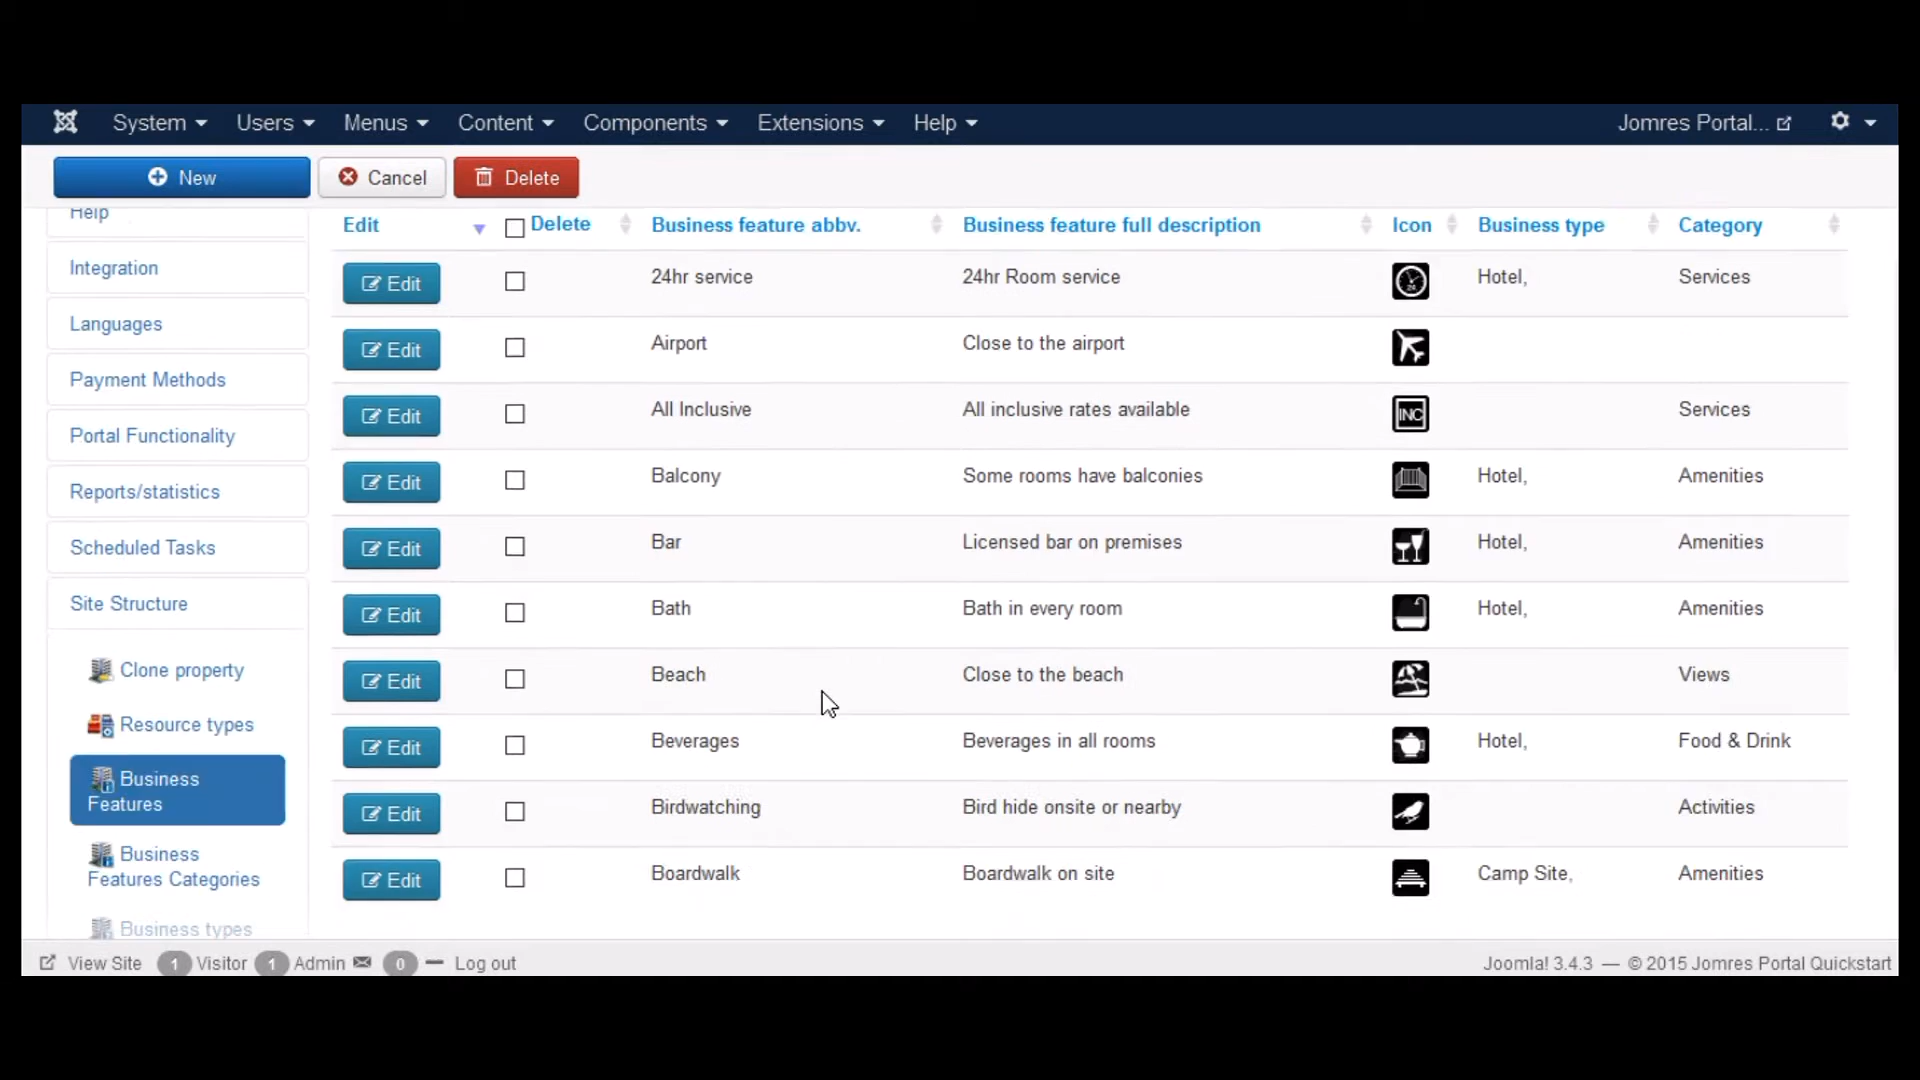 System Users Menus Content Components Extensions Help Jomres Portal...
New Cancel Delete
Help
Integration
Languages
Payment Methods
Portal Functionality
Reports/statistics
Scheduled Tasks
Site Structure
Clone property
Resource types
Business
Features
Business
Features Categories
Business types
Edit Delete Business feature abbv. Business feature full description Icon Business type Category
Edit 24hr service 24hr Room service 24 Hotel, Services
Edit Airport Close to the airport
Edit All Inclusive All inclusive rates available INC Services
Edit Balcony Some rooms have balconies Hotel, Amenities
Edit Bar Licensed bar on premises Hotel, Amenities
Edit Bath Bath in every room Hotel, Amenities
Edit Beach Close to the beach Views
Edit Beverages Beverages in all rooms Hotel, Food & Drink
Edit Birdwatching Bird hide onsite or nearby Activities
Edit Boardwalk Boardwalk on site Camp Site, Amenities
View Site 1 Visitor 1 Admin 0 Log out Joomla! 3.4.3 — © 2015 Jomres Portal Quickstart